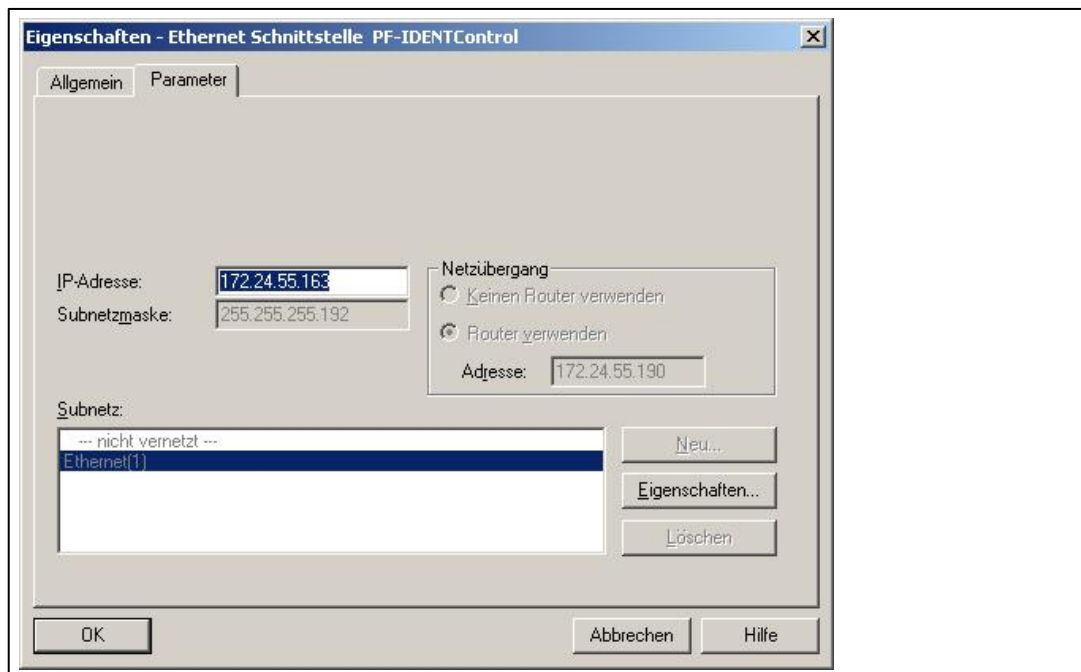 Eigenschaften - Ethernet Schnittstelle PF-IDENTControl
Allgemein Parameter
IP-Adresse: 172.24.55.163
Subnetzmaske: 255.255.255.192
Netzübergang
Keinen Router verwenden
Router verwenden
Adresse: 172.24.55.190
Subnetz:
--- nicht vernetzt ---
Ethernet(1)
Neu...
Eigenschaften...
Löschen
OK Abbrechen Hilfe